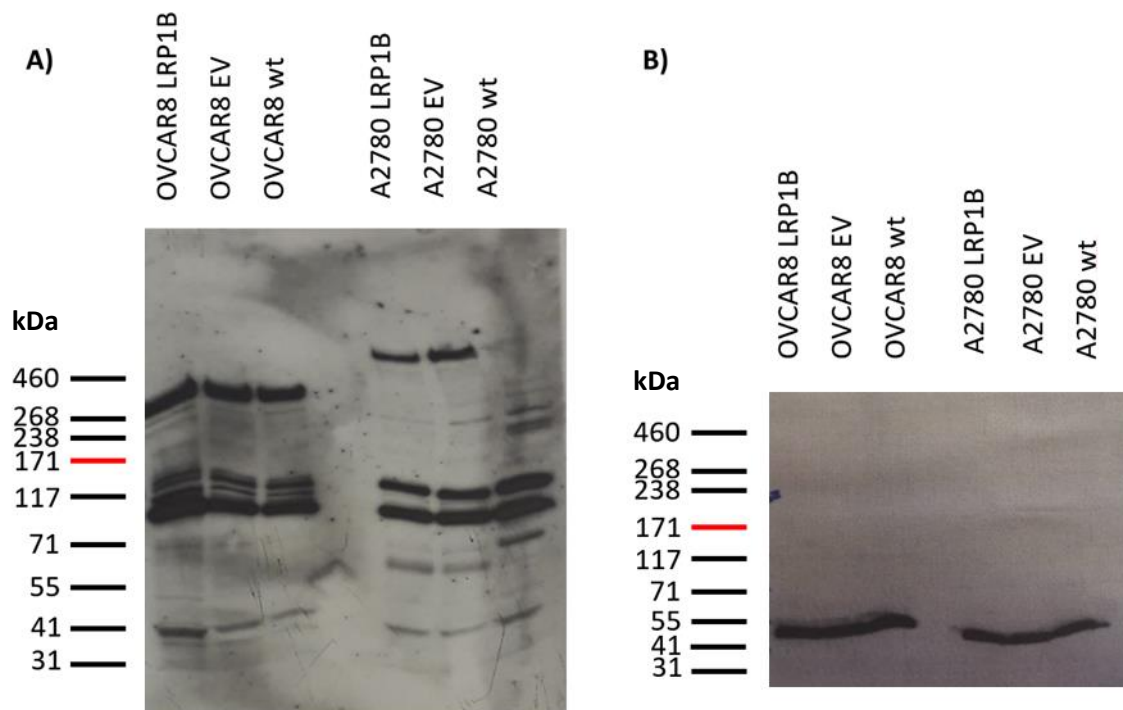 A)
OVCAR8 LRP1B
OVCAR8 EV
OVCAR8 wt
A2780 LRP1B
A2780 EV
A2780 wt
kDa
460
268
238
171
117
71
55
41
31
B)
OVCAR8 LRP1B
OVCAR8 EV
OVCAR8 wt
A2780 LRP1B
A2780 EV
A2780 wt
kDa
460
268
238
171
117
71
55
41
31